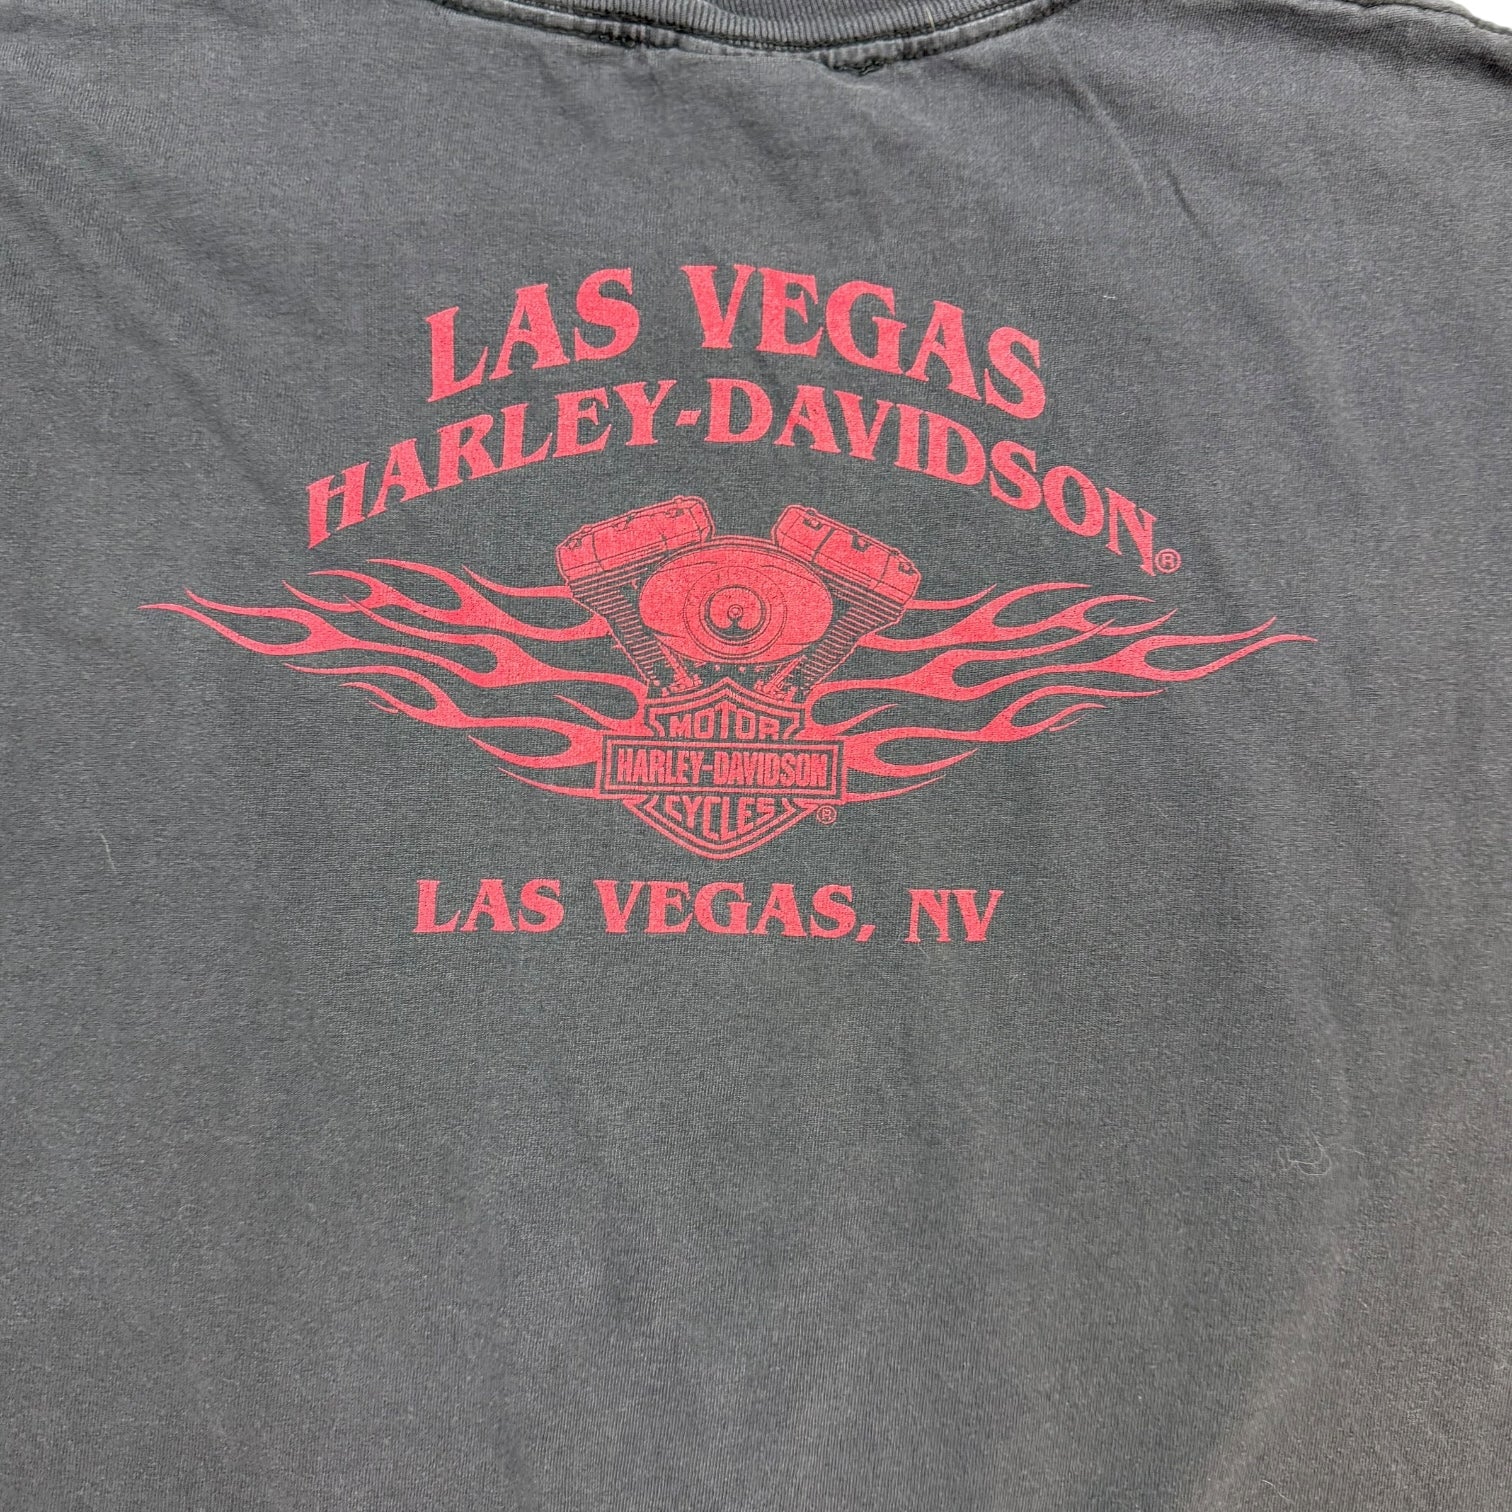 LAS VEGAS
HARLEY-DAVIDSON®
MOTOR
HARLEY-DAVIDSON
CYCLES®
LAS VEGAS, NV